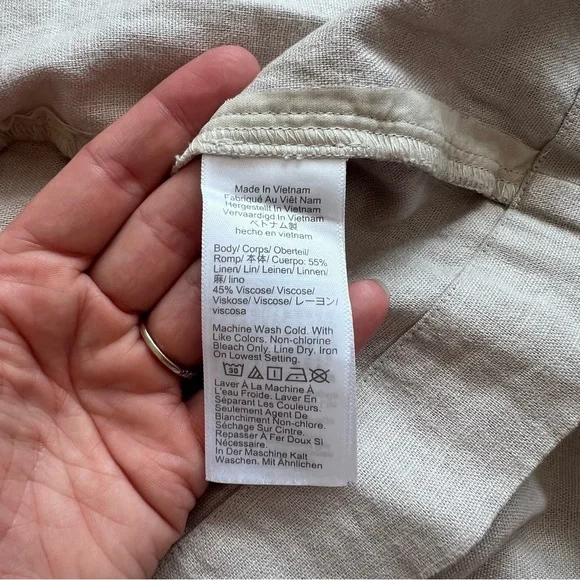 Made In Vietnam
Fabriqué Au Viêt Nam
Hergestellt In Vietnam
Vervaardigd In Vietnam
ベトナム製
hecho en Vietnam
Body/ Corps/ Oberteil/
Romp/ 本体/ Cuerpo: 55%
Linen/ Lin/ Leinen/ Linnen/
麻/ lino
45% Viscose/ Viscose/
Viskose/ Viscose/ レーヨン/
viscosa
Machine Wash Cold. With
Like Colors. Non-chlorine
Bleach Only. Line Dry. Iron
On Lowest Setting.
30
Laver À La Machine À
L'eau Froide. Laver En
Séparant Les Couleurs.
Seulement Agent De
Blanchiment Non-chlore.
Séchage Sur Cintre.
Repasser À Fer Doux Si
Nécessaire.
In Der Maschine Kalt
Waschen. Mit Ähnlichen